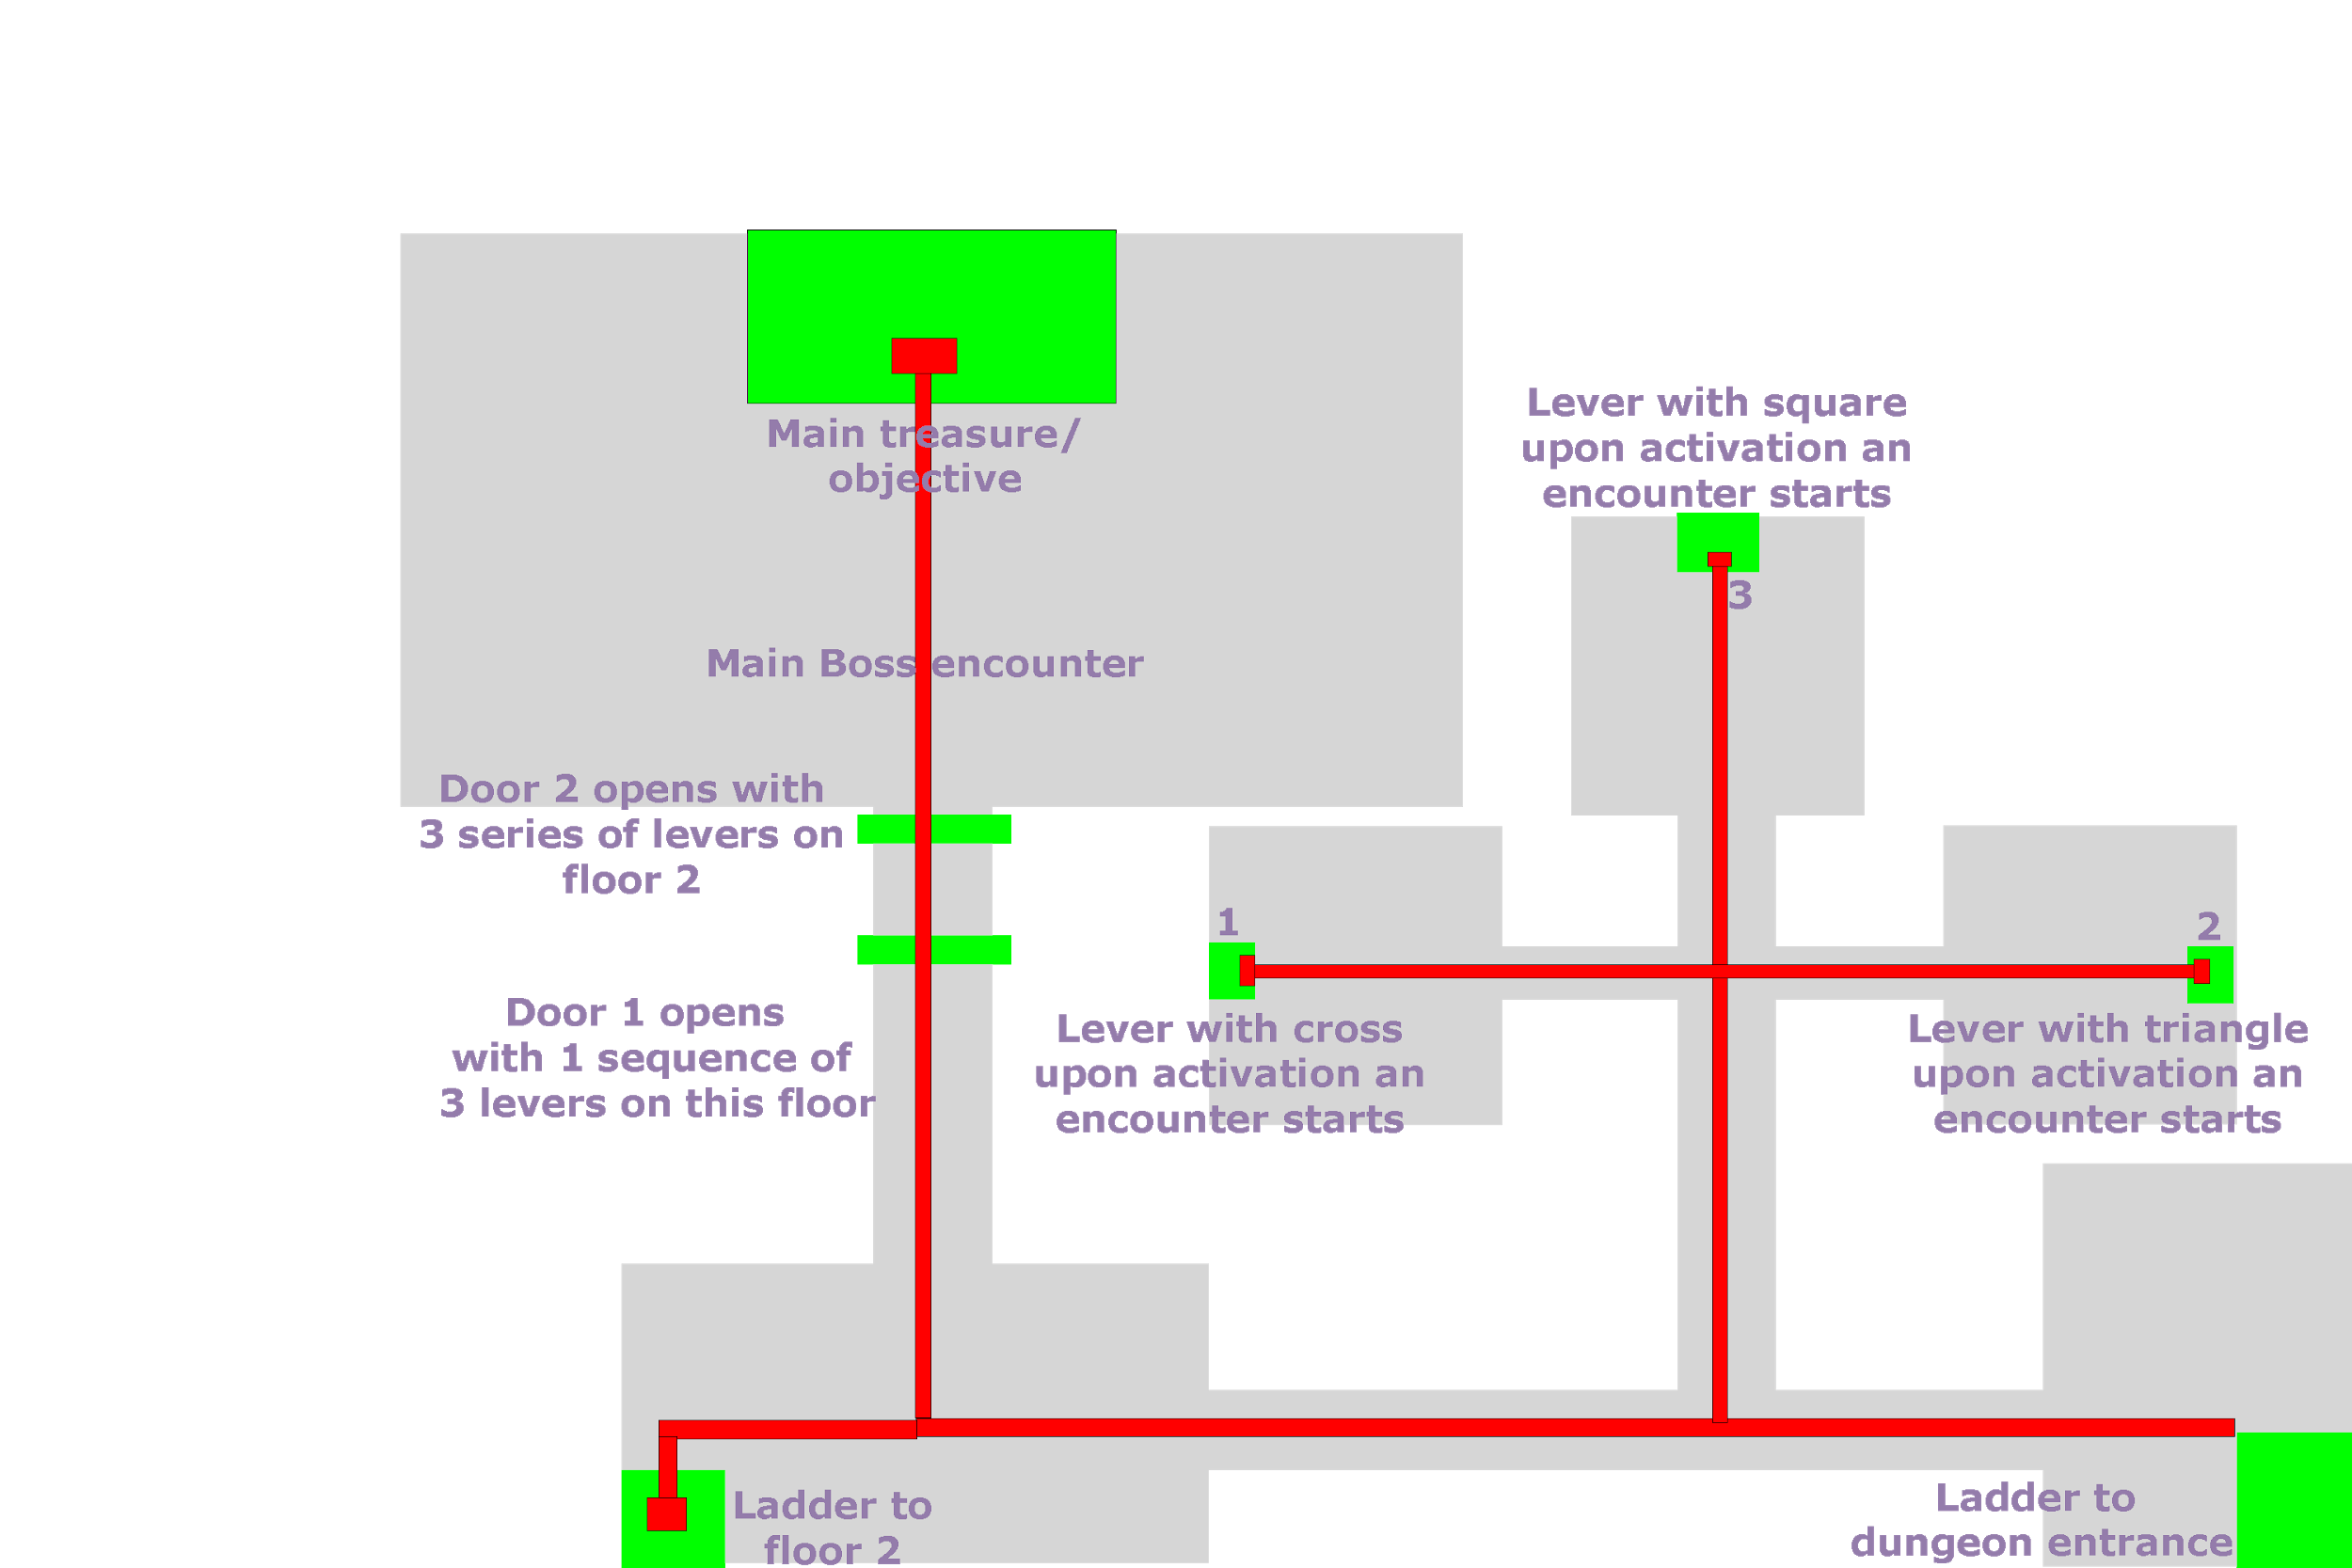 Lever with square
upon activation an
encounter starts
Main treasure/
objective
3
Main Boss encounter
Door 2 opens with
3 series of levers on
floor 2
1
2
Door 1 opens
with 1 sequence of
3 levers on this floor
Lever with cross
upon activation an
encounter starts
Lever with triangle
upon activation an
encounter starts
Ladder to
floor 2
Ladder to
dungeon entrance